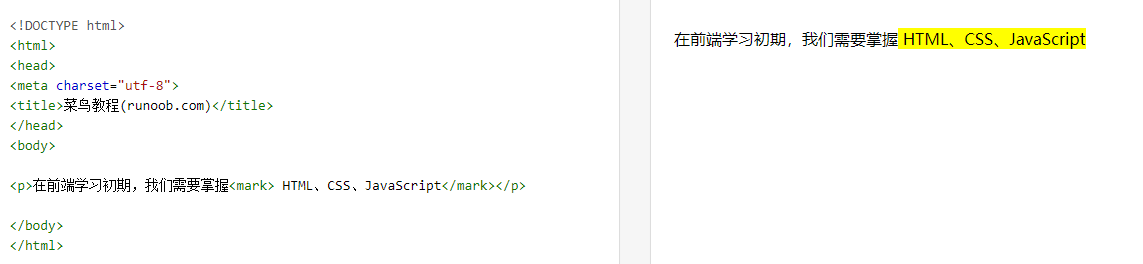 <!DOCTYPE html>
<html>
<head>
<meta charset="utf-8">
<title>菜鸟教程(runoob.com)</title>
</head>
<body>
<p>在前端学习初期，我们需要掌握<mark> HTML、CSS、JavaScript</mark></p>
</body>
</html>
在前端学习初期，我们需要掌握 HTML、CSS、JavaScript